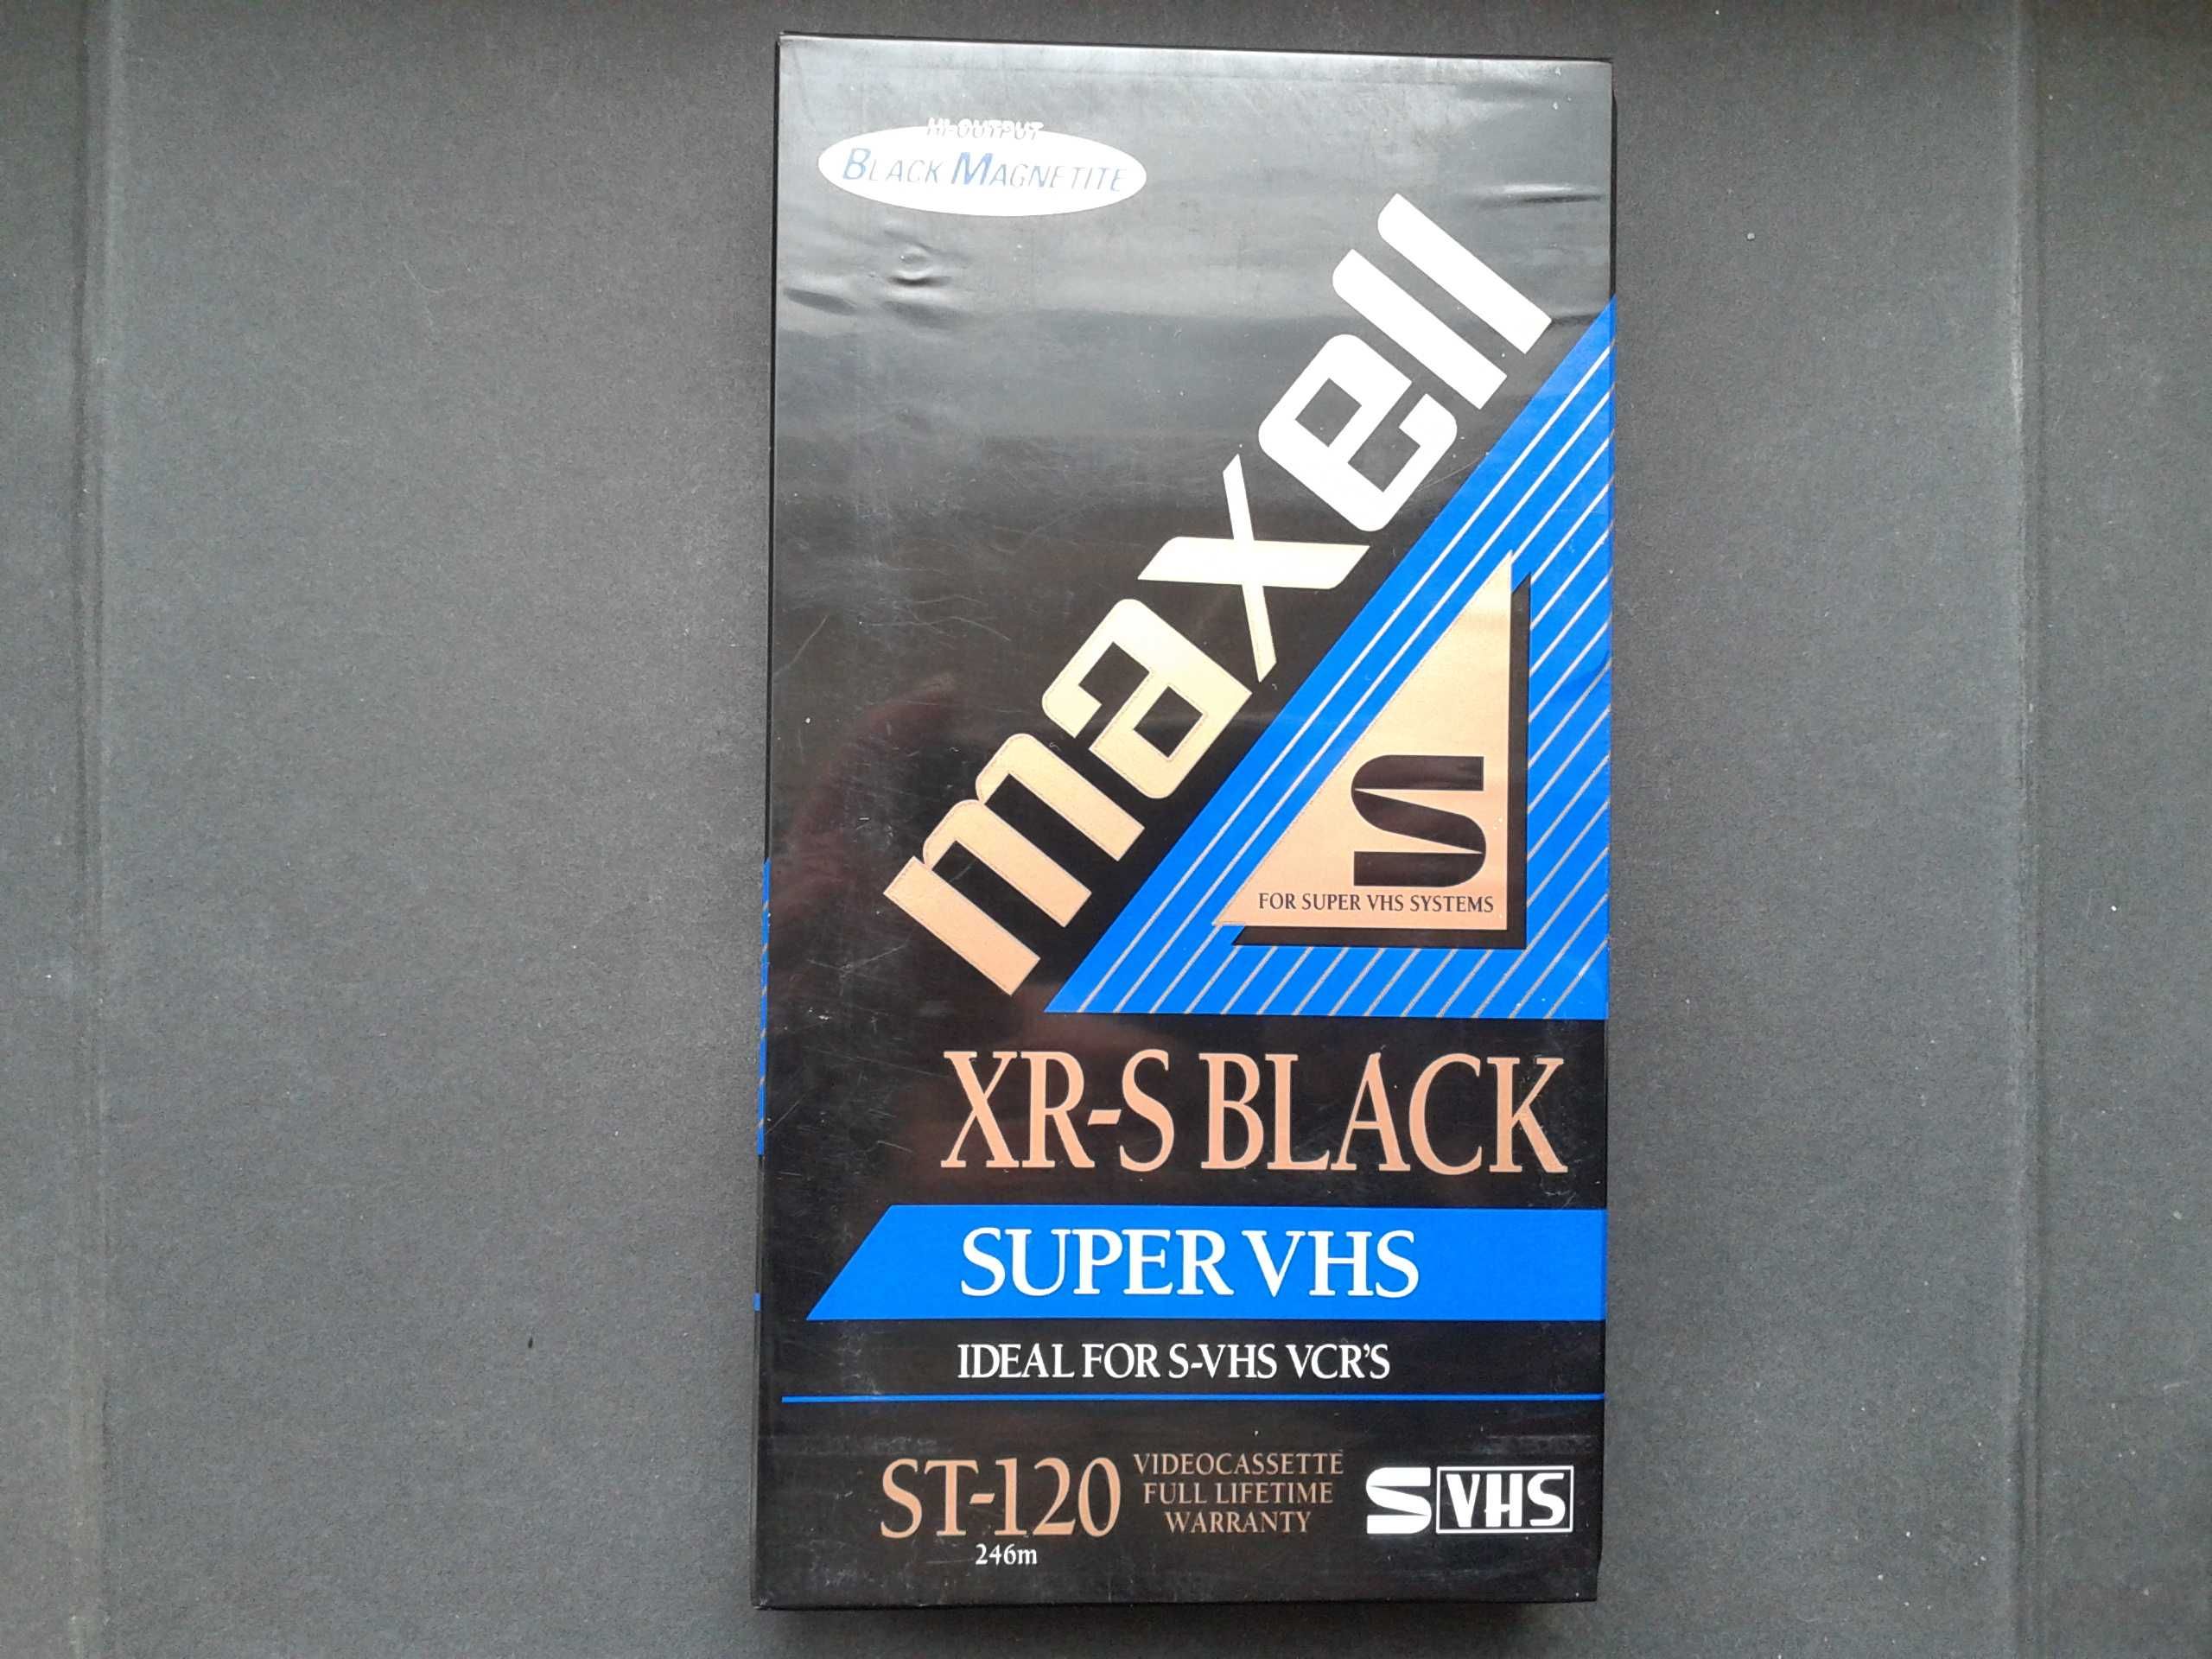 HI-OUTPUT
BLACK MAGNETITE
maxell
S
FOR SUPER VHS SYSTEMS
XR-S BLACK
SUPER VHS
IDEAL FOR S-VHS VCR'S
ST-120
246m
VIDEOCASSETTE
FULL LIFETIME
WARRANTY
S VHS